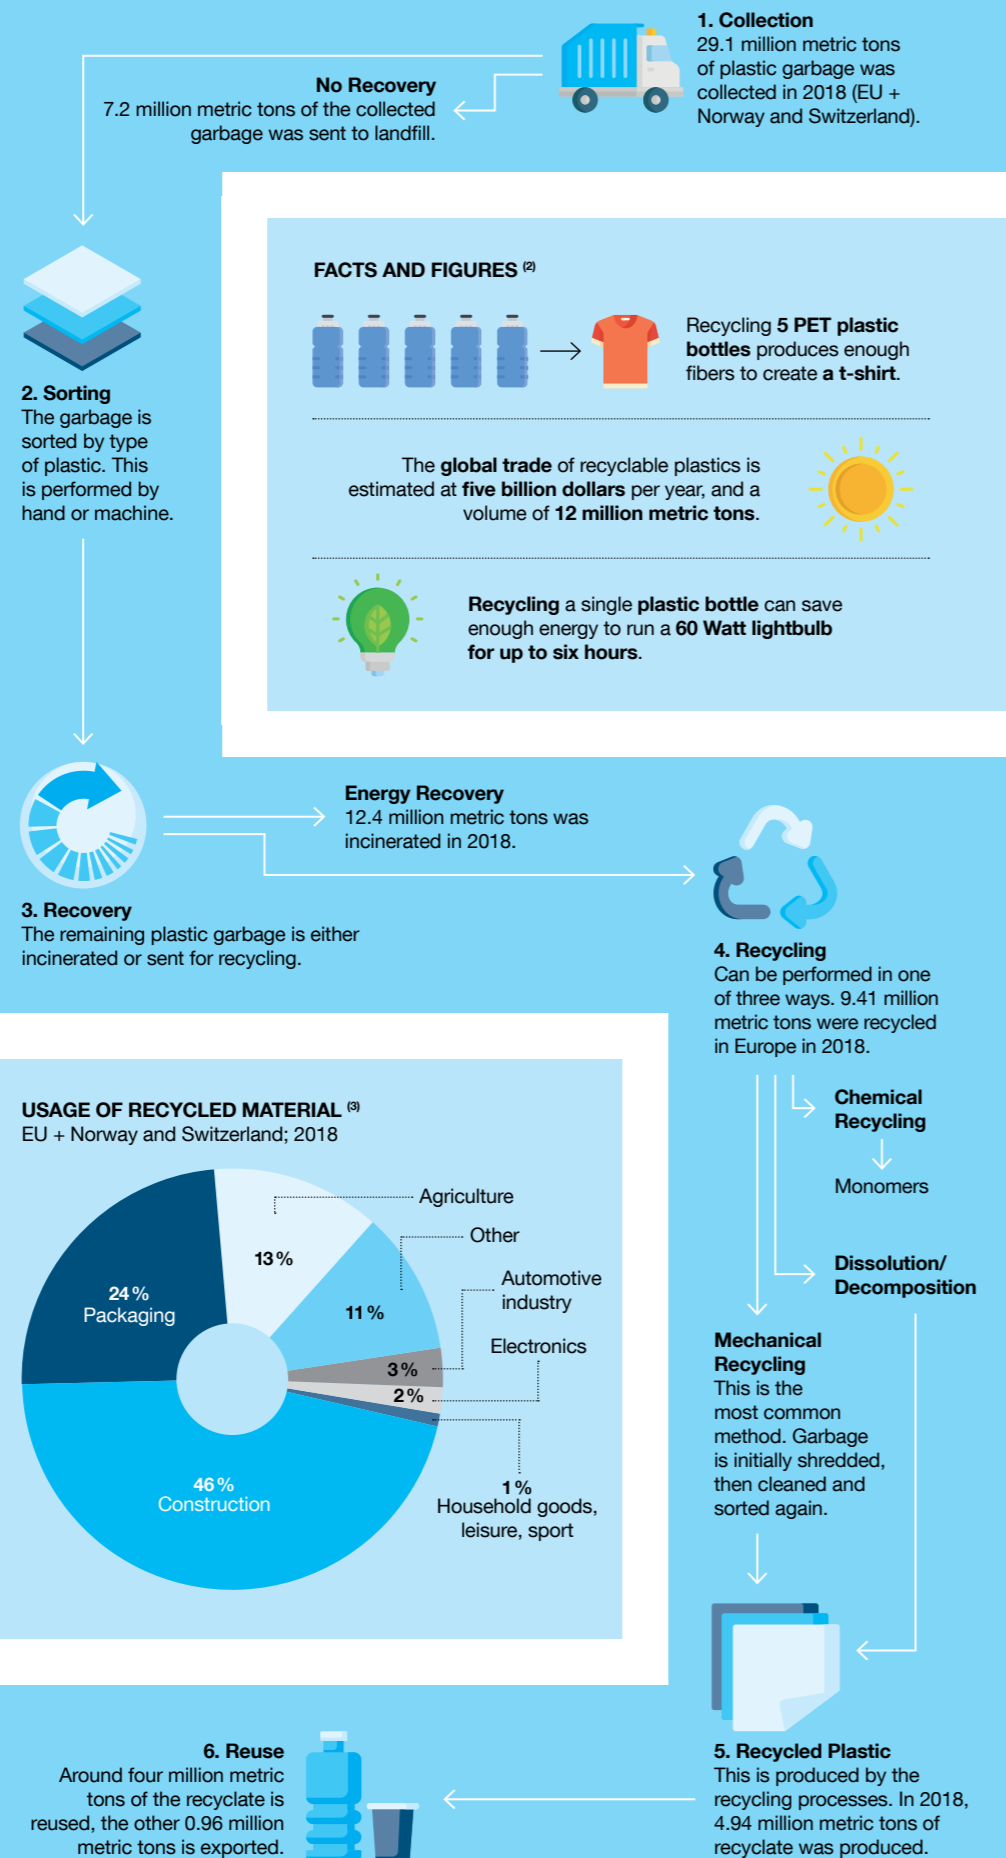 1. Collection
29.1 million metric tons
of plastic garbage was
collected in 2018 (EU +
Norway and Switzerland).
No Recovery
7.2 million metric tons of the collected
garbage was sent to landfill.
2. Sorting
The garbage is
sorted by type
of plastic. This
is performed by
hand or machine.
FACTS AND FIGURES (2)
Recycling 5 PET plastic
bottles produces enough
fibers to create a t-shirt.
The global trade of recyclable plastics is
estimated at five billion dollars per year, and a
volume of 12 million metric tons.
Recycling a single plastic bottle can save
enough energy to run a 60 Watt lightbulb
for up to six hours.
3. Recovery
The remaining plastic garbage is either
incinerated or sent for recycling.
Energy Recovery
12.4 million metric tons was
incinerated in 2018.
4. Recycling
Can be performed in one
of three ways. 9.41 million
metric tons were recycled
in Europe in 2018.
Chemical
Recycling
Monomers
Dissolution/
Decomposition
Mechanical
Recycling
This is the
most common
method. Garbage
is initially shredded,
then cleaned and
sorted again.
USAGE OF RECYCLED MATERIAL (3)
EU + Norway and Switzerland; 2018
Agriculture
13 %
Other
11 %
Automotive
industry
3 %
Electronics
2 %
1 %
Household goods,
leisure, sport
24 %
Packaging
46 %
Construction
5. Recycled Plastic
This is produced by the
recycling processes. In 2018,
4.94 million metric tons of
recyclate was produced.
6. Reuse
Around four million metric
tons of the recyclate is
reused, the other 0.96 million
metric tons is exported.